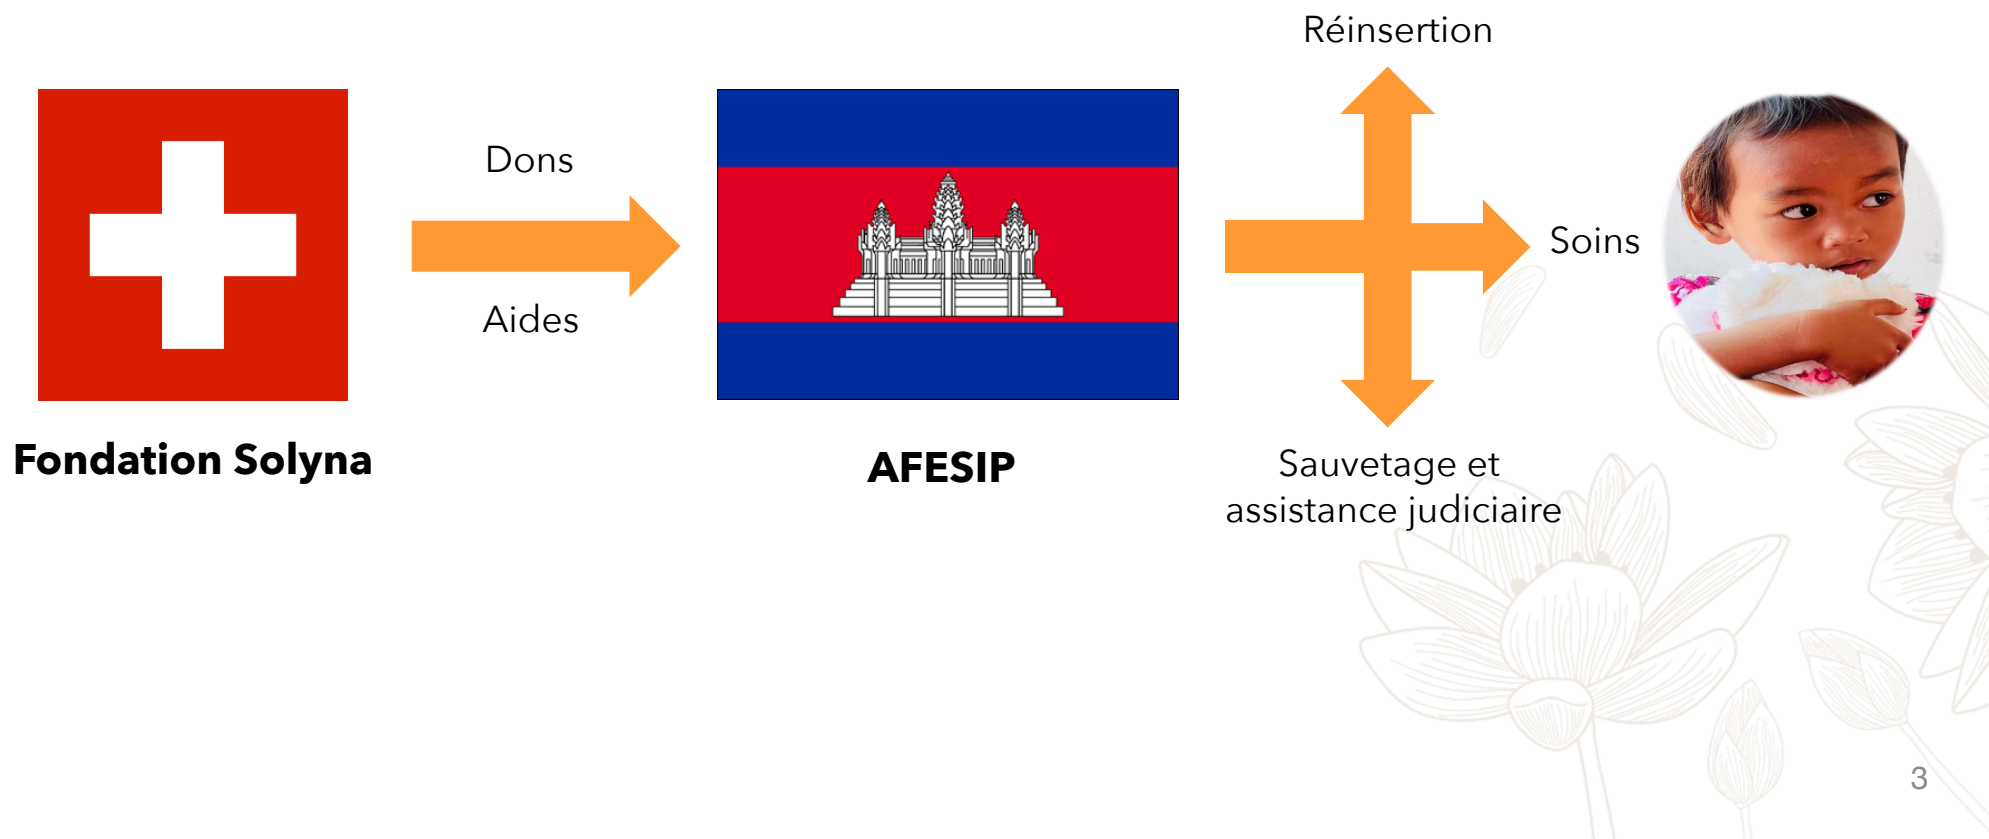 Réinsertion
Dons
Soins
Aides
Fondation Solyna
AFESIP
Sauvetage et
assistance judiciaire
3